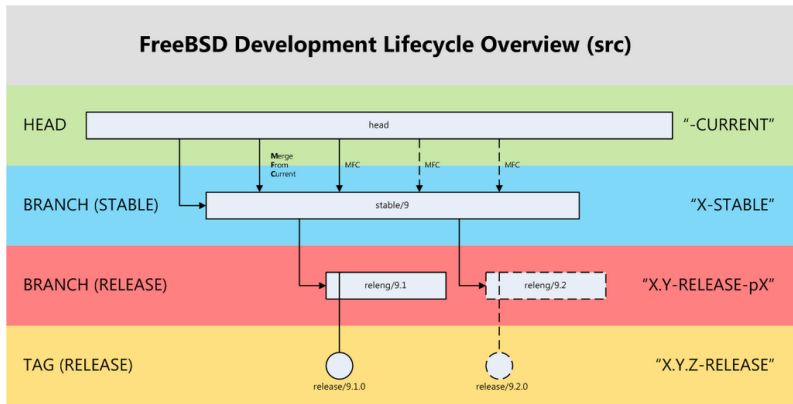 FreeBSD Development Lifecycle Overview (src)
HEAD
head
"-CURRENT"
Merge
From
Current
MFC
MFC
MFC
BRANCH (STABLE)
stable/9
"X-STABLE"
BRANCH (RELEASE)
releng/9.1
releng/9.2
"X.Y-RELEASE-pX"
TAG (RELEASE)
"X.Y.Z-RELEASE"
release/9.1.0
release/9.2.0